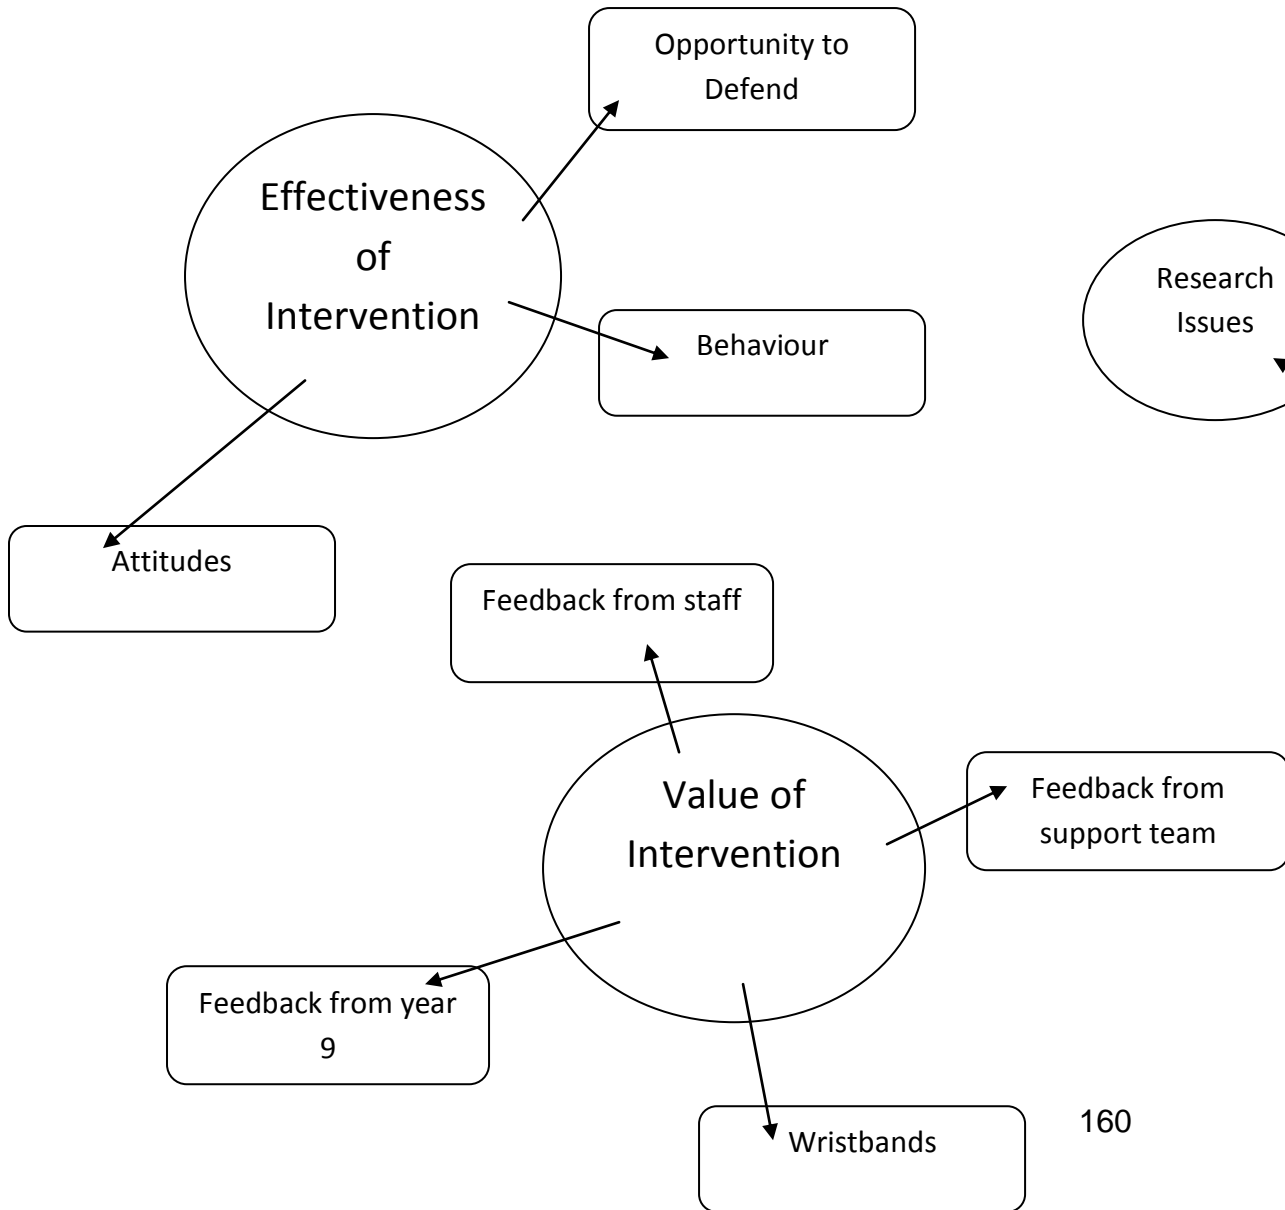 Opportunity to
Defend
Effectiveness
of
Intervention
Research
Issues
Behaviour
Attitudes
Feedback from staff
Value of
Intervention
Feedback from
support team
Feedback from year
9
Wristbands
160